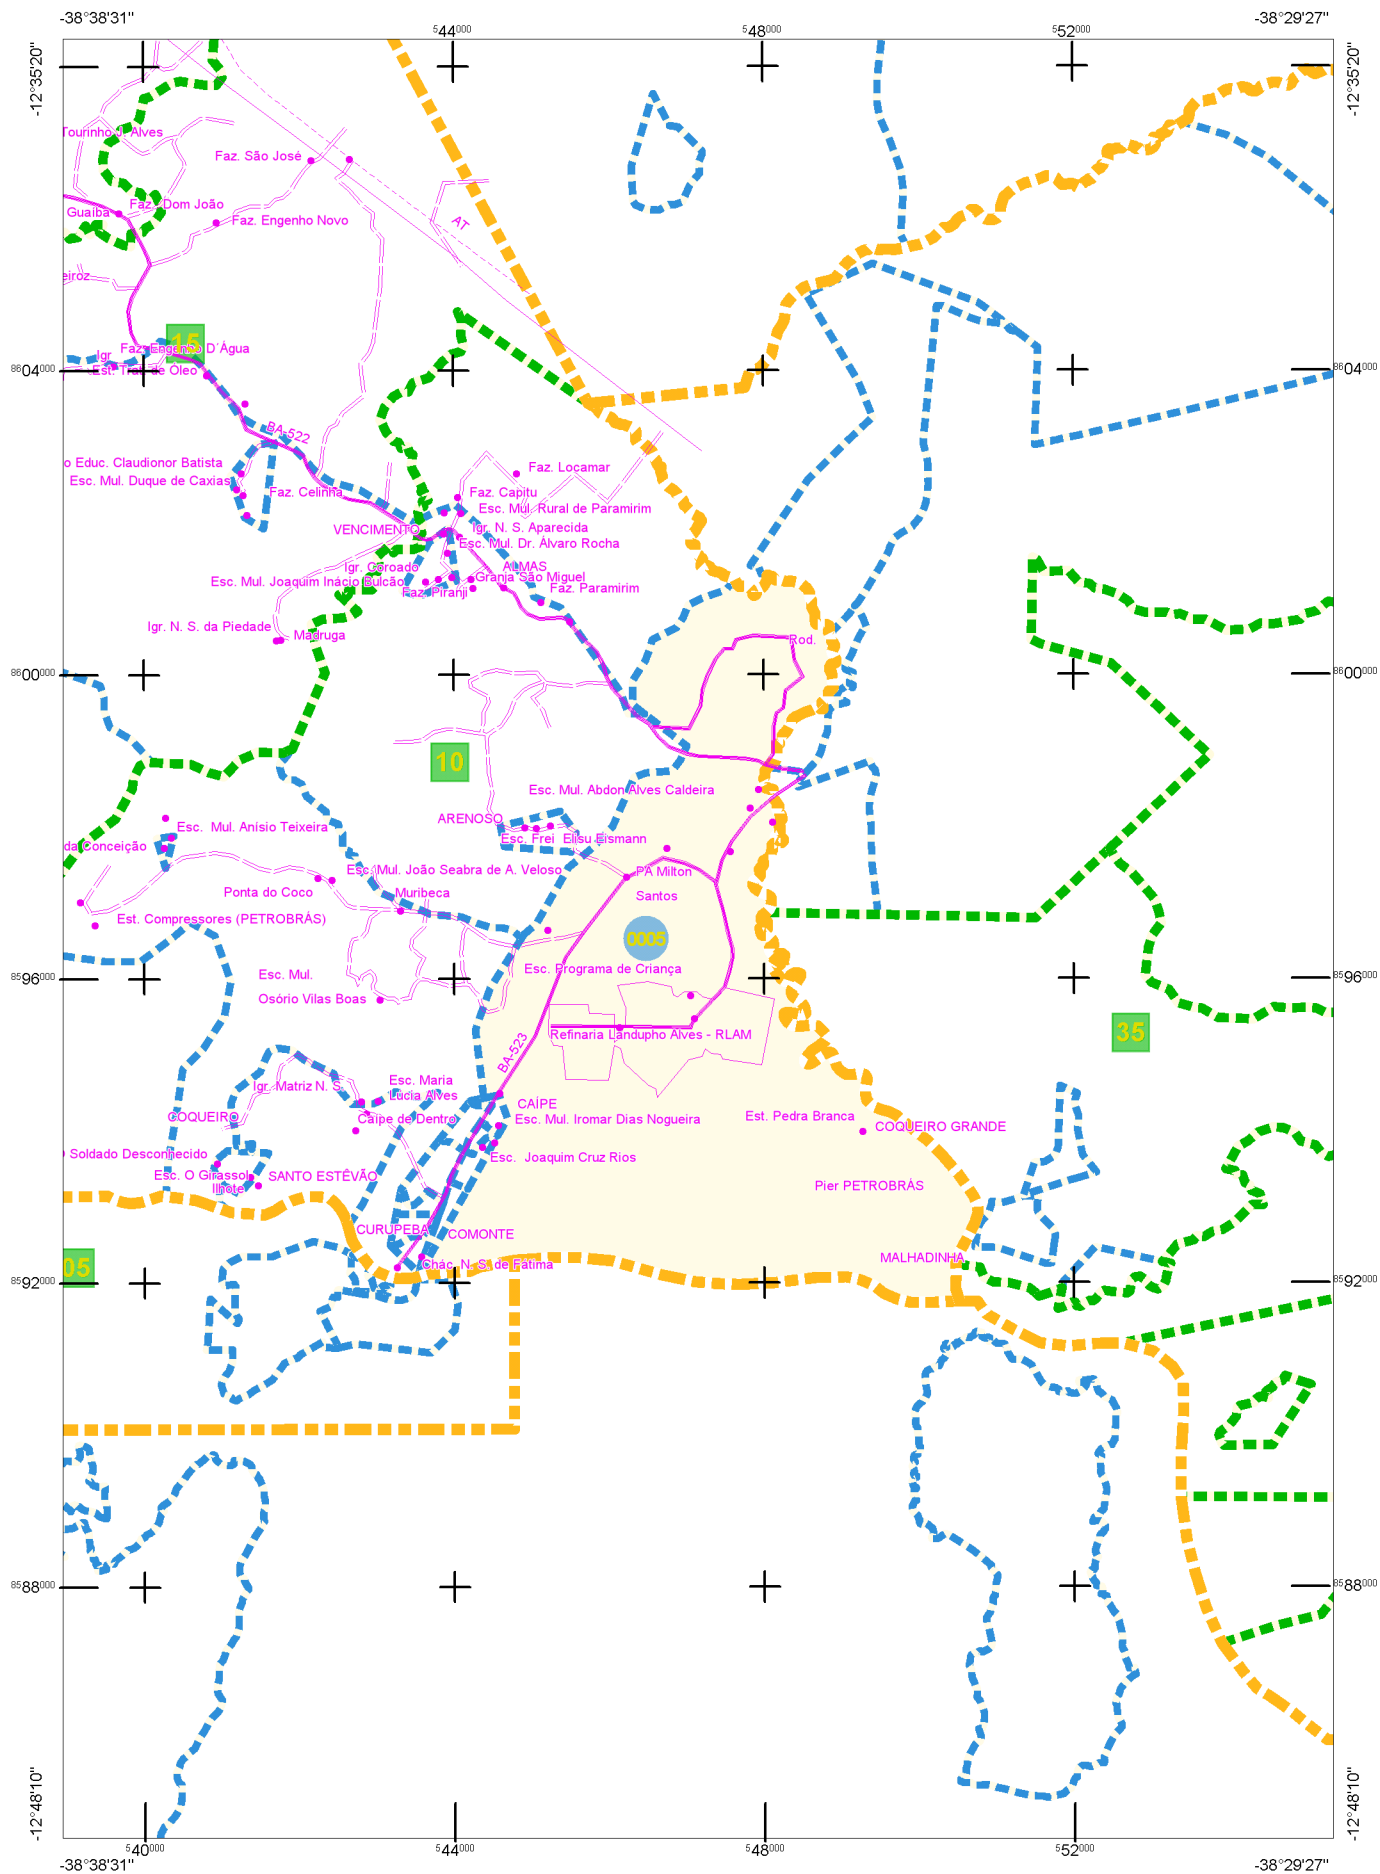 -38°38'31"
-38°29'27"
544000
548000
552000
-12°35'20"
-12°35'20"
Tourinho J. Alves
Faz. São José
Faz. Dom João
Guaíba
Faz. Engenho Novo
AT
eiroz
15
Faz. Engenho D'Água
Igr
Est. Trat. de Óleo
8604000
8604000
BA-522
o Educ. Claudionor Batista
Esc. Mul. Duque de Caxias
Faz. Celinha
Faz. Locamar
Faz. Capitu
Esc. Mul. Rural de Paramirim
VENCIMENTO
Igr. N. S. Aparecida
Esc. Mul. Dr. Álvaro Rocha
Igr. Coroado
ALMAS
Esc. Mul. Joaquim Inácio Bulcão
Granja São Miguel
Faz. Piranji
Faz. Paramirim
Igr. N. S. da Piedade
Madruga
Rod.
8600000
8600000
10
Esc. Mul. Abdon Alves Caldeira
ARENOSO
Esc. Mul. Anisio Teixeira
Esc. Frei Elisu Eismann
da Conceição
Esc. Mul. João Seabra de A. Veloso
PA Milton
Santos
Ponta do Coco
Muribeca
Est. Compressores (PETROBRÁS)
0005
Esc. Mul.
Osório Vilas Boas
Esc. Programa de Criança
8596000
8596000
35
Refinaria Landupho Alves - RLAM
BA-523
Igr. Matriz N. S.
Esc. Maria
Lúcia Alves
CAÍPE
COQUEIRO
Caípe de Dentro
Esc. Mul. Iromar Dias Nogueira
Est. Pedra Branca
COQUEIRO GRANDE
Soldado Desconhecido
Esc. Joaquim Cruz Rios
Esc. O Girassol
SANTO ESTÊVÃO
Ilhote
Pier PETROBRÁS
CURUPEBA
COMONTE
MALHADINHA
Chác. N. S. de Fátima
05
8592000
8592000
8588000
8588000
-12°48'10"
-12°48'10"
540000
544000
548000
552000
-38°38'31"
-38°29'27"